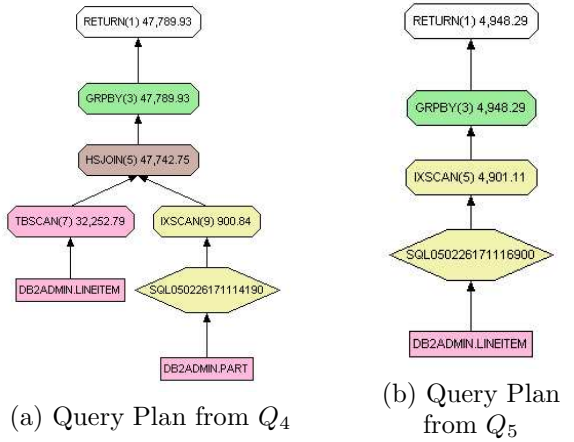 RETURN(1) 47,789.93
GRPBY(3) 47,789.93
HSJOIN(5) 47,742.75
TBSCAN(7) 32,252.79
IXSCAN(9) 900.84
DB2ADMIN.LINEITEM
SQL050226171114190
DB2ADMIN.PART
(a) Query Plan from Q4
RETURN(1) 4,948.29
GRPBY(3) 4,948.29
IXSCAN(5) 4,901.11
SQL050226171116900
DB2ADMIN.LINEITEM
(b) Query Plan
from Q5